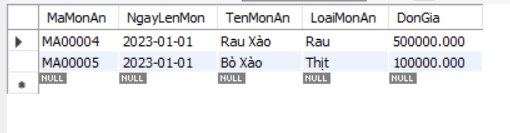 MaMonAn NgayLenMon TenMonAn LoaiMonAn DonGia
MA00004 2023-01-01 Rau Xào Rau 500000.000
MA00005 2023-01-01 Bò Xào Thịt 100000.000
NULL NULL NULL NULL NULL